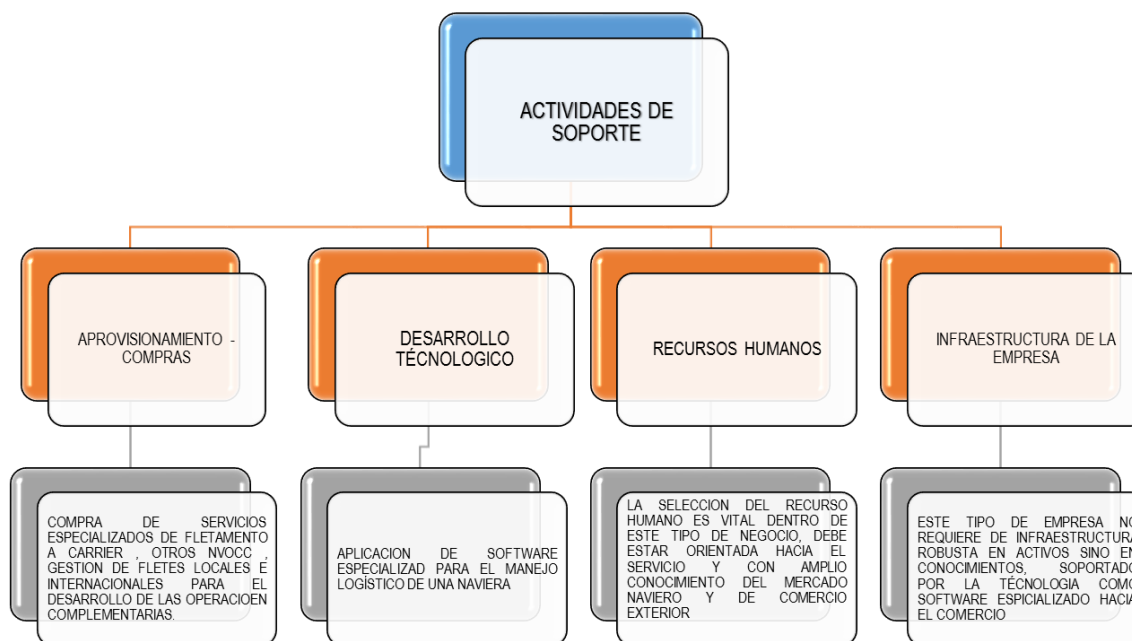 ACTIVIDADES DE
SOPORTE
APROVISIONAMIENTO -
COMPRAS
DESARROLLO
TÉCNOLOGICO
RECURSOS HUMANOS
INFRAESTRUCTURA DE LA
EMPRESA
COMPRA DE SERVICIOS
ESPECIALIZADOS DE FLETAMENTO
A CARRIER , OTROS NVOCC ,
GESTION DE FLETES LOCALES E
INTERNACIONALES PARA EL
DESARROLLO DE LAS OPERACIOEN
COMPLEMENTARIAS.
APLICACION DE SOFTWARE
ESPECIALIZAD PARA EL MANEJO
LOGÍSTICO DE UNA NAVIERA
LA SELECCION DEL RECURSO
HUMANO ES VITAL DENTRO DE
ESTE TIPO DE NEGOCIO, DEBE
ESTAR ORIENTADA HACIA EL
SERVICIO Y CON AMPLIO
CONOCIMIENTO DEL MERCADO
NAVIERO Y DE COMERCIO
EXTERIOR
ESTE TIPO DE EMPRESA NO
REQUIERE DE INFRAESTRUCTURA
ROBUSTA EN ACTIVOS SINO EN
CONOCIMIENTOS, SOPORTADO
POR LA TÉCNOLOGIA COMO
SOFTWARE ESPICIALIZADO HACIA
EL COMERCIO